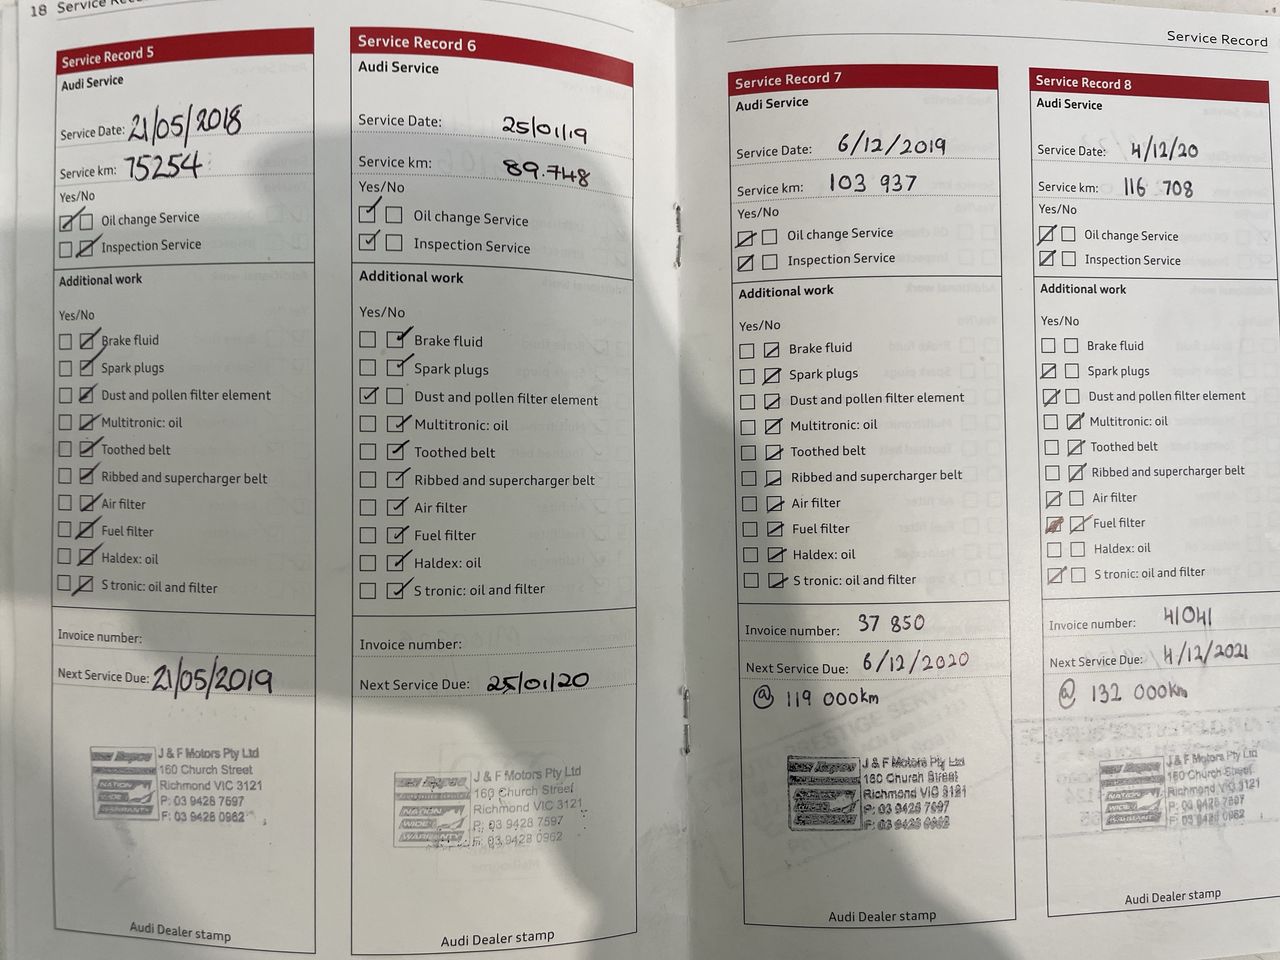 18 Service
Service Record 5
Audi Service
Service Date: 21/05/2018
Service km: 75254
Yes/No
Oil change Service
Inspection Service
Additional work
Yes/No
Brake fluid
Spark plugs
Dust and pollen filter element
Multitronic: oil
Toothed belt
Ribbed and supercharger belt
Air filter
Fuel filter
Haldex: oil
S tronic: oil and filter
Invoice number:
Next Service Due: 21/05/2019
NATION
WIDE
WARRANTY
J & F Motors Pty Ltd
160 Church Street
Richmond VIC 3121
P: 03 9428 7597
F: 03 9428 0962
Audi Dealer stamp
Service Record 6
Audi Service
Service Date: 25/01/19
Service km: 89.748
Yes/No
Oil change Service
Inspection Service
Additional work
Yes/No
Brake fluid
Spark plugs
Dust and pollen filter element
Multitronic: oil
Toothed belt
Ribbed and supercharger belt
Air filter
Fuel filter
Haldex: oil
S tronic: oil and filter
Invoice number:
Next Service Due: 25/01/20
NATION
WIDE
WARRANTY
J & F Motors Pty Ltd
160 Church Street
Richmond VIC 3121
P: 03 9428 7597
F: 03 9428 0962
Audi Dealer stamp
Service Record
Service Record 7
Audi Service
Service Date: 6/12/2019
Service km: 103 937
Yes/No
Oil change Service
Inspection Service
Additional work
Yes/No
Brake fluid
Spark plugs
Dust and pollen filter element
Multitronic: oil
Toothed belt
Ribbed and supercharger belt
Air filter
Fuel filter
Haldex: oil
S tronic: oil and filter
Invoice number: 37 850
Next Service Due: 6/12/2020
@ 119 000km
J & F Motors Pty Ltd
160 Church Street
Richmond VIC 3121
P: 03 9428 7597
F: 03 9428 0962
Audi Dealer stamp
Service Record 8
Audi Service
Service Date: 4/12/20
Service km: 116 708
Yes/No
Oil change Service
Inspection Service
Additional work
Yes/No
Brake fluid
Spark plugs
Dust and pollen filter element
Multitronic: oil
Toothed belt
Ribbed and supercharger belt
Air filter
Fuel filter
Haldex: oil
S tronic: oil and filter
Invoice number: 41041
Next Service Due: 4/12/2021
@ 132 000km
NATION
WIDE
WARRANTY
J & F Motors Pty Ltd
160 Church Street
Richmond VIC 3121
P: 03 9428 7597
F: 03 9428 0962
Audi Dealer stamp